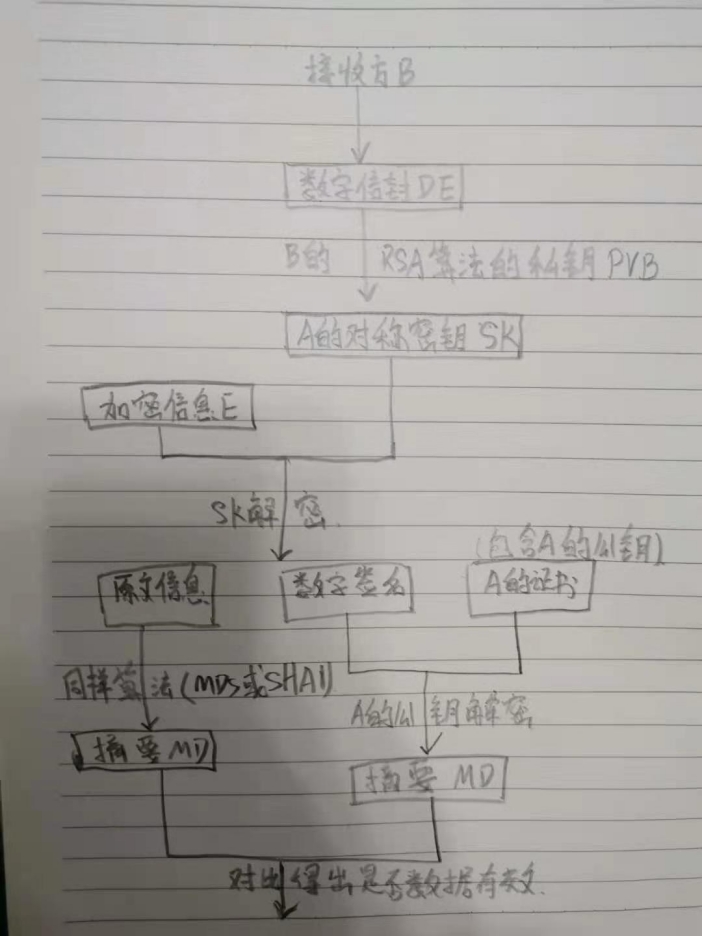 接收方B
数字信封DE
B的 RSA算法的私钥PVB
A的对称密钥SK
加密信息E
SK解密
(包含A的公钥)
原文信息 数字签名 A的证书
同样算法(MD5或SHA1)
A的公钥解密
摘要MD
摘要MD
对比得出是否数据有效